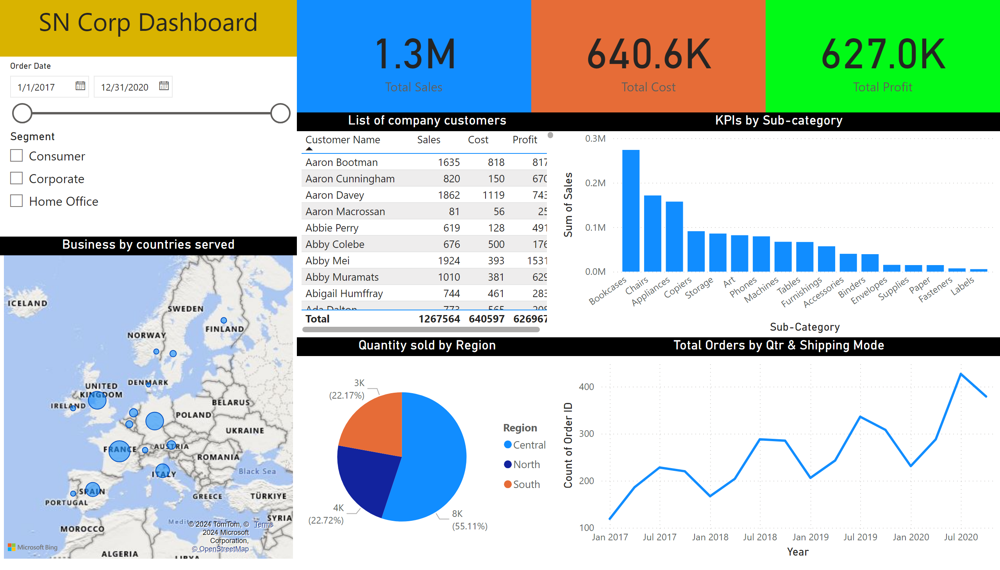 SN Corp Dashboard
Order Date
1/1/2017
12/31/2020
Segment
Consumer
Corporate
Home Office
1.3M
Total Sales
640.6K
Total Cost
627.0K
Total Profit
Business by countries served
ICELAND
SWEDEN
FINLAND
NORWAY
DENMARK
UNITED
KINGDOM
IRELAND
BELARUS
POLAND
UKRAINE
FRANCE
AUSTRIA
ROMANIA
Black Sea
ITALY
SPAIN
GREECE
TÜRKIYE
PORTUGAL
SYRIA
MOROCCO
ALGERIA
© 2024 TomTom, © Terms
2024 Microsoft
Corporation,
© OpenStreetMap
Microsoft Bing
List of company customers
Customer Name Sales Cost Profit
Aaron Bootman 1635 818 817
Aaron Cunningham 820 150 670
Aaron Davey 1862 1119 743
Aaron Macrossan 81 56 25
Abbie Perry 619 128 491
Abby Colebe 676 500 176
Abby Mei 1924 393 1531
Abby Muramats 1010 381 629
Abigail Humffray 744 461 283
Ada Dalton 773 565 208
Total 1267564 640597 626967
KPIs by Sub-category
Sum of Sales
0.3M
0.2M
0.1M
0.0M
Bookcases
Chairs
Appliances
Copiers
Storage
Art
Phones
Machines
Tables
Furnishings
Accessories
Binders
Envelopes
Supplies
Paper
Fasteners
Labels
Sub-Category
Quantity sold by Region
3K
(22.17%)
4K
(22.72%)
8K
(55.11%)
Region
Central
North
South
Total Orders by Qtr & Shipping Mode
Count of Order ID
400
300
200
100
Jan 2017 Jul 2017 Jan 2018 Jul 2018 Jan 2019 Jul 2019 Jan 2020 Jul 2020
Year